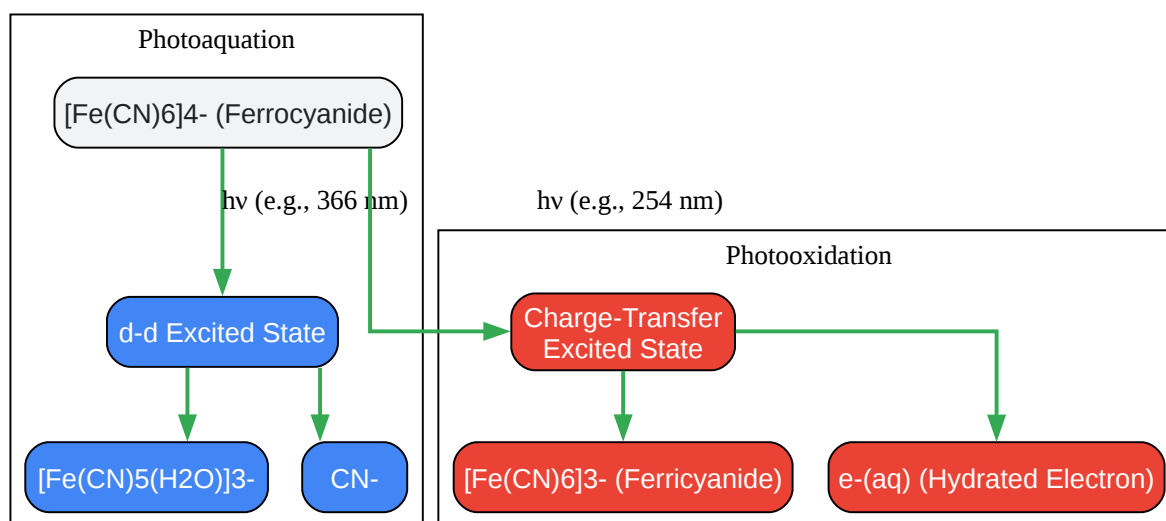 Photoaquation
[Fe(CN)6]4- (Ferrocyanide)
hν (e.g., 366 nm)
hν (e.g., 254 nm)
Photooxidation
d-d Excited State
Charge-Transfer
Excited State
[Fe(CN)5(H2O)]3-
CN-
[Fe(CN)6]3- (Ferricyanide)
e-(aq) (Hydrated Electron)